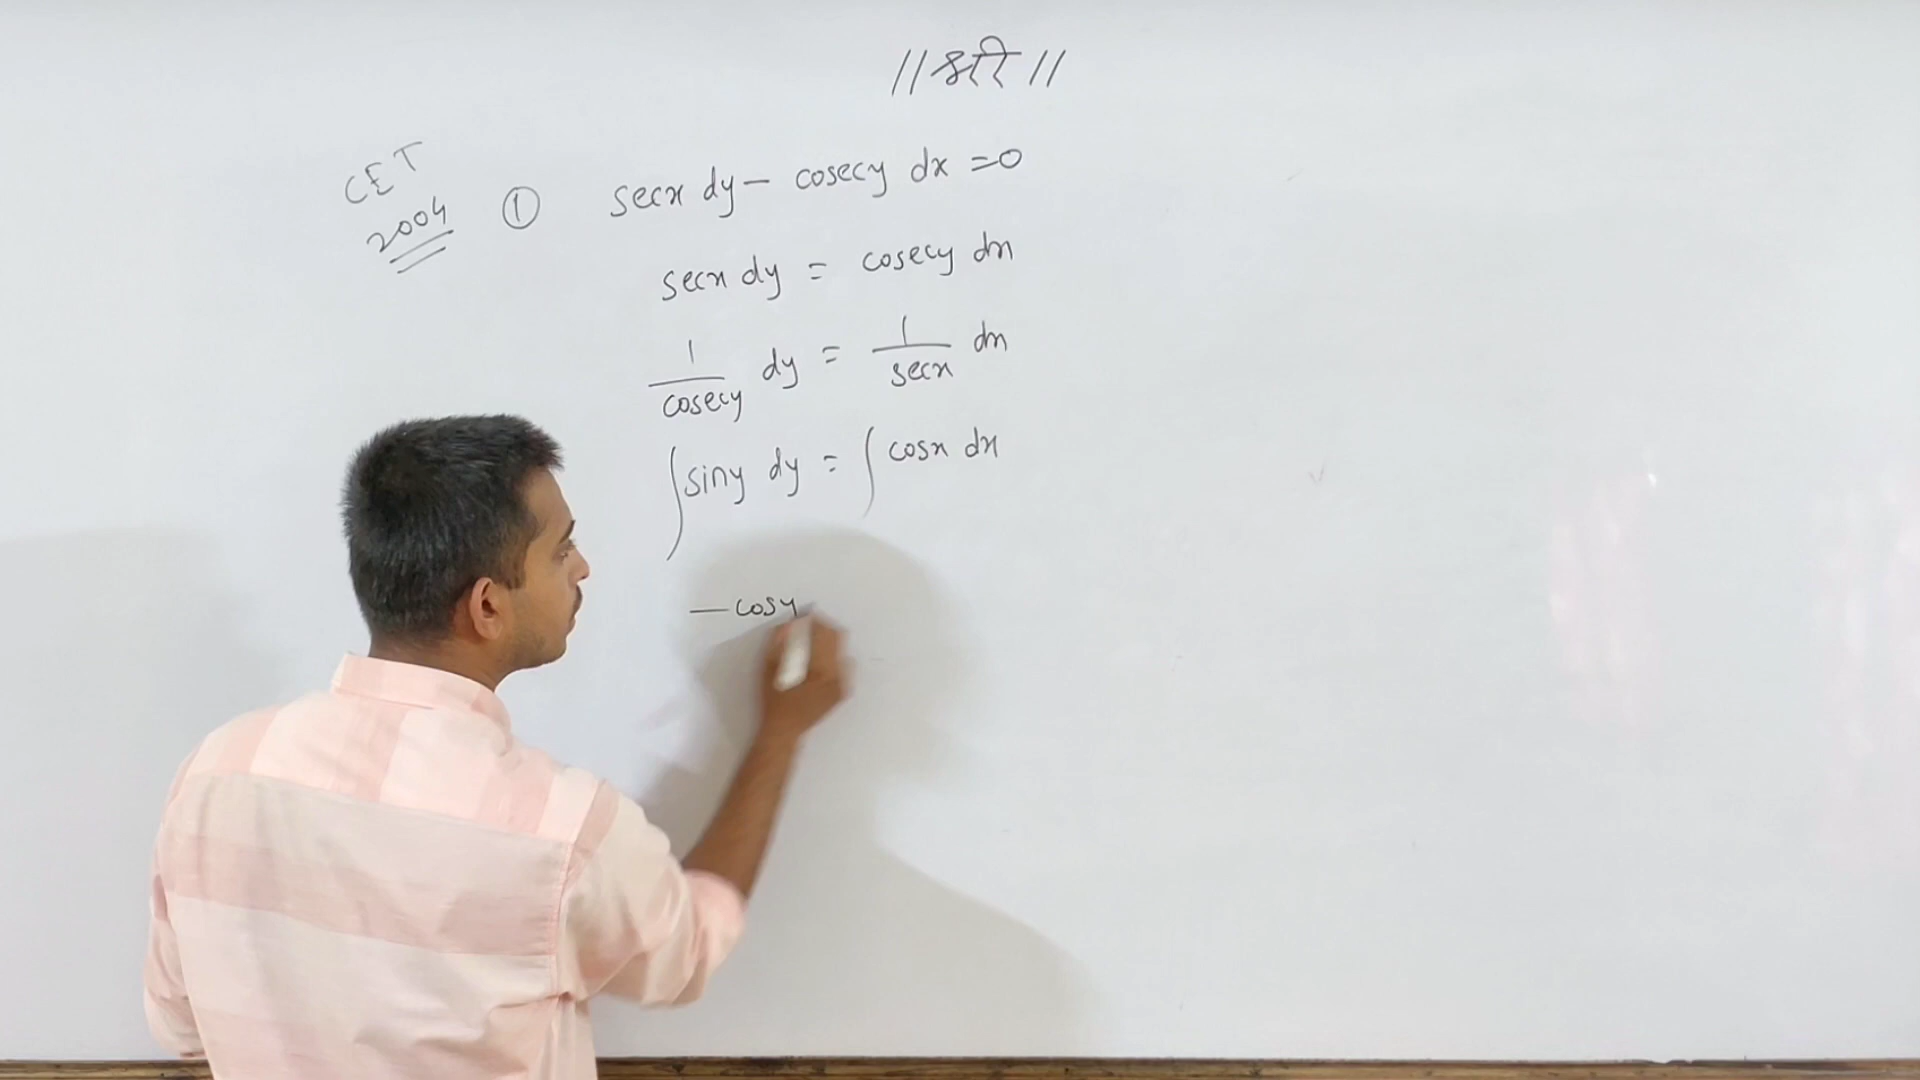 //श्री//
CET
2004
① secx dy - cosecy dx = 0
secx dy = cosecy dx
1/cosecy dy = 1/secx dx
∫siny dy = ∫cosx dx
-cosy